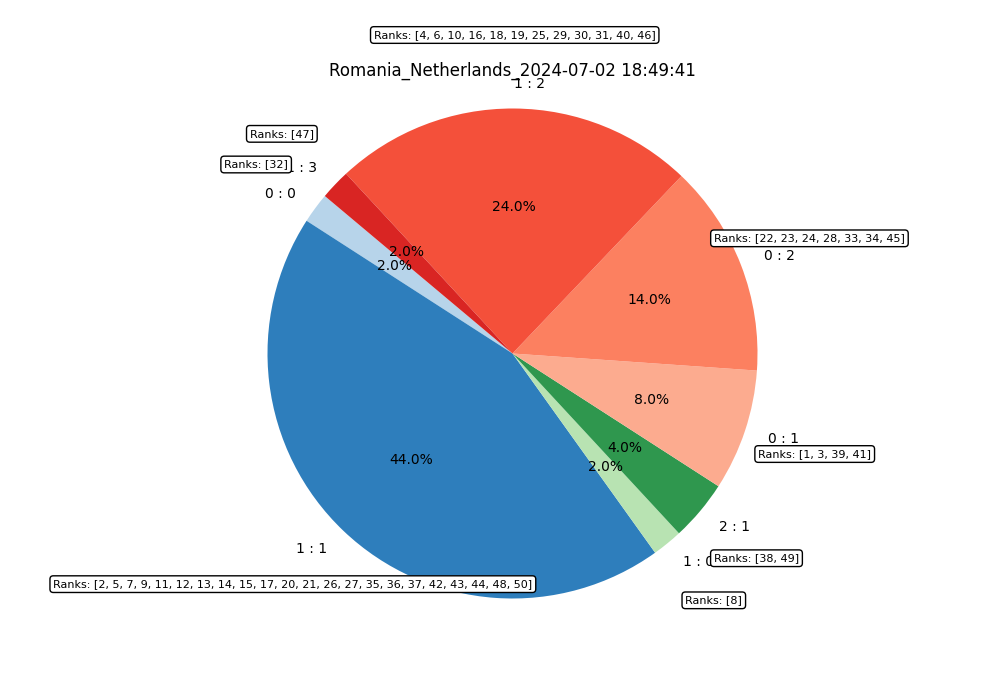 Ranks: [4, 6, 10, 16, 18, 19, 25, 29, 30, 31, 40, 46]
Romania_Netherlands_2024-07-02 18:49:41
1 : 2
Ranks: [47]
Ranks: [32]
: 3
0 : 0
24.0%
Ranks: [22, 23, 24, 28, 33, 34, 45]
0 : 2
2.0%
2.0%
14.0%
8.0%
0 : 1
4.0%
Ranks: [1, 3, 39, 41]
44.0%
2.0%
2 : 1
1 : 1
1 :
Ranks: [38, 49]
Ranks: [2, 5, 7, 9, 11, 12, 13, 14, 15, 17, 20, 21, 26, 27, 35, 36, 37, 42, 43, 44, 48, 50]
Ranks: [8]